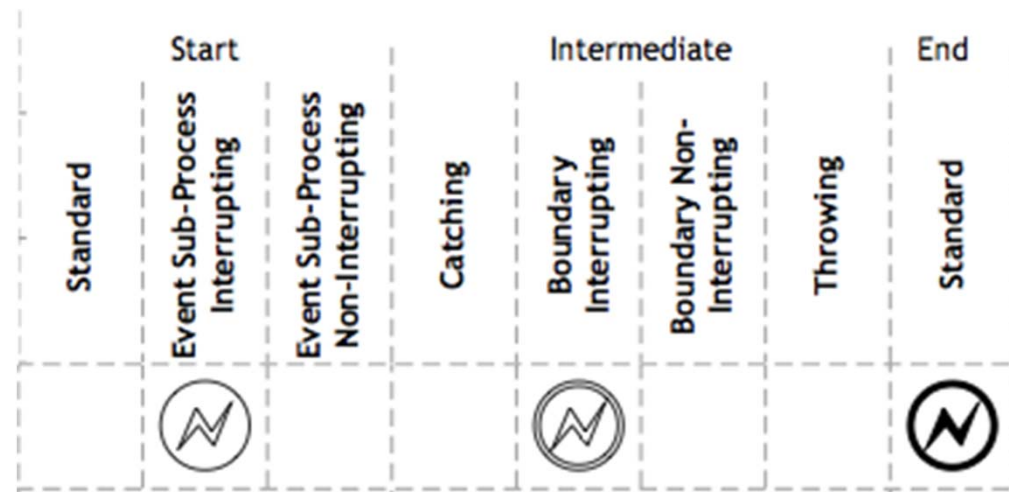 Start
Intermediate
End
Standard
Event Sub-Process
Interrupting
Event Sub-Process
Non-Interrupting
Catching
Boundary
Interrupting
Boundary Non-
Interrupting
Throwing
Standard